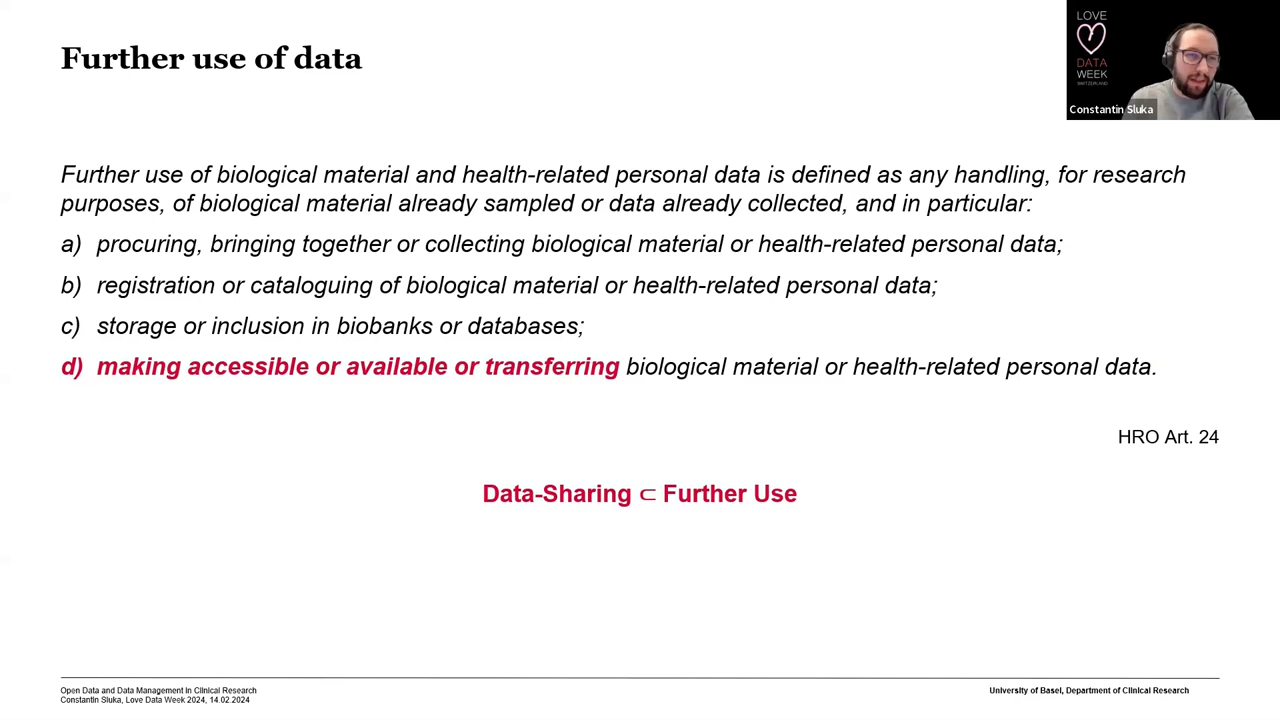 Further use of data
LOVE
DATA
WEEK
SWITZERLAND
Constantin Sluka
Further use of biological material and health-related personal data is defined as any handling, for research
purposes, of biological material already sampled or data already collected, and in particular:
a) procuring, bringing together or collecting biological material or health-related personal data;
b) registration or cataloguing of biological material or health-related personal data;
c) storage or inclusion in biobanks or databases;
d) making accessible or available or transferring biological material or health-related personal data.
HRO Art. 24
Data-Sharing ⊂ Further Use
Open Data and Data Management in Clinical Research
Constantin Sluka, Love Data Week 2024, 14.02.2024
University of Basel, Department of Clinical Research